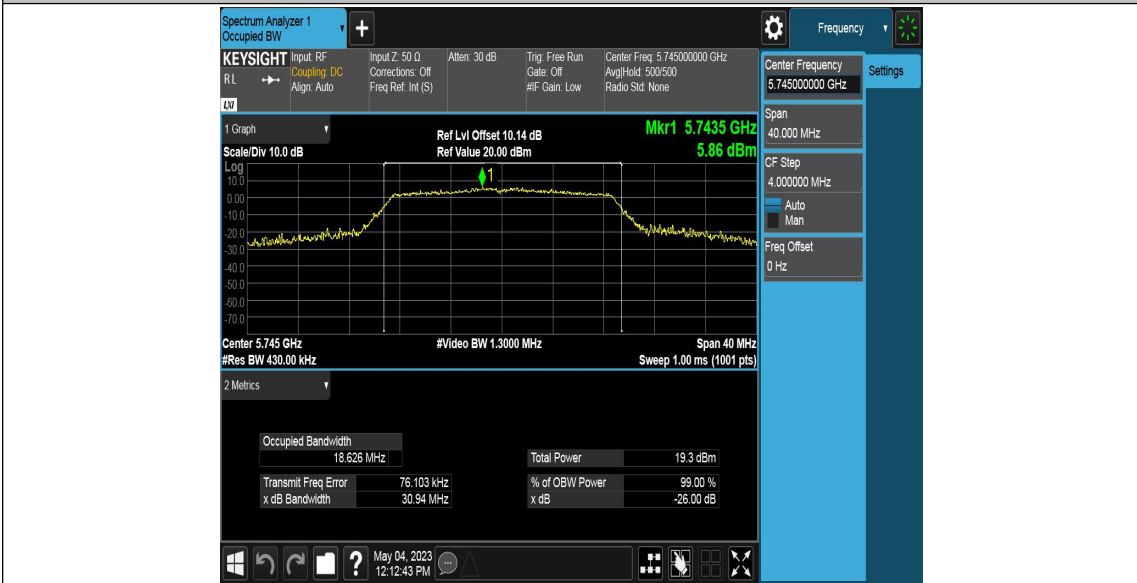 Spectrum Analyzer 1
Occupied BW
+
Frequency
KEYSIGHT
R L
LXI
Input: RF
Coupling: DC
Align: Auto
Input Z: 50 Ω
Corrections: Off
Freq Ref: Int (S)
Atten: 30 dB
Trig: Free Run
Gate: Off
#IF Gain: Low
Center Freq: 5.745000000 GHz
Avg|Hold: 500/500
Radio Std: None
Center Frequency
5.745000000 GHz
Settings
Span
40.000 MHz
CF Step
4.000000 MHz
Auto
Man
Freq Offset
0 Hz
1 Graph
Scale/Div 10.0 dB
Ref Lvl Offset 10.14 dB
Ref Value 20.00 dBm
Mkr1 5.7435 GHz
5.86 dBm
Log
1
10.0
0.00
-10.0
-20.0
-30.0
-40.0
-50.0
-60.0
-70.0
Center 5.745 GHz
#Res BW 430.00 kHz
#Video BW 1.3000 MHz
Span 40 MHz
Sweep 1.00 ms (1001 pts)
2 Metrics
Occupied Bandwidth
18.626 MHz
Total Power 19.3 dBm
Transmit Freq Error 76.103 kHz
% of OBW Power 99.00 %
x dB Bandwidth 30.94 MHz
x dB -26.00 dB
?
May 04, 2023
12:12:43 PM